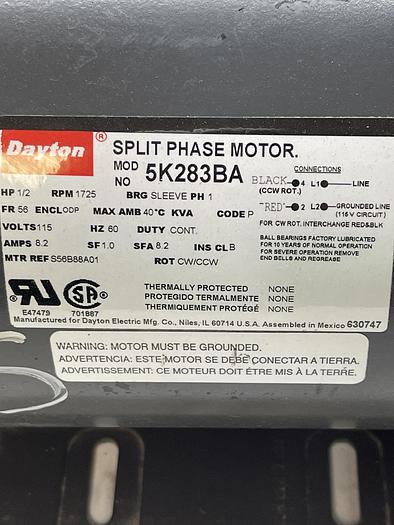 Dayton ®
SPLIT PHASE MOTOR.
MOD NO 5K283BA
HP 1/2 RPM 1725 BRG SLEEVE PH 1
FR 56 ENCL ODP MAX AMB 40°C KVA CODE P
VOLTS 115 HZ 60 DUTY CONT.
AMPS 8.2 SF 1.0 SFA 8.2 INS CL B
MTR REF S56B88A01 ROT CW/CCW
CONNECTIONS
BLACK 4 L1 LINE
(CCW ROT.)
"RED" 2 L2 GROUNDED LINE
(115 V CIRCUIT)
FOR CW ROT. INTERCHANGE RED&BLK
BALL BEARINGS FACTORY LUBRICATED
FOR 10 YEARS OF NORMAL OPERATION
FOR SEVERE OPERATION REMOVE
END BELLS AND REGREASE
E47479
SA
701887
THERMALLY PROTECTED NONE
PROTEGIDO TERMALMENTE NONE
THERMIQUEMENT PROTÉGÉ NONE
Manufactured for Dayton Electric Mfg. Co., Niles, IL 60714 U.S.A. Assembled in Mexico 630747
WARNING: MOTOR MUST BE GROUNDED.
ADVERTENCIA: ESTE MOTOR SE DEBE CONECTAR A TIERRA.
ADVERTISSEMENT: CE MOTEUR DOIT ÊTRE MIS À LA TERRE.